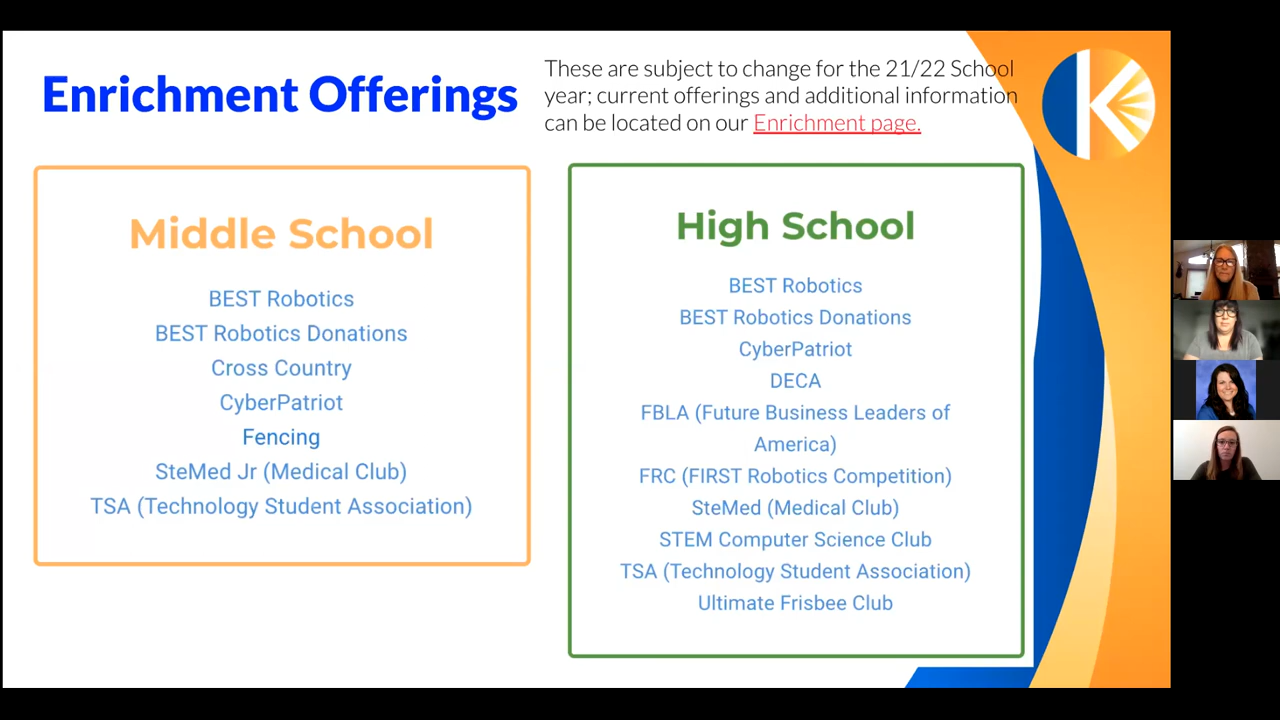 Enrichment Offerings
These are subject to change for the 21/22 School
year; current offerings and additional information
can be located on our Enrichment page.
Middle School
BEST Robotics
BEST Robotics Donations
Cross Country
CyberPatriot
Fencing
SteMed Jr (Medical Club)
TSA (Technology Student Association)
High School
BEST Robotics
BEST Robotics Donations
CyberPatriot
DECA
FBLA (Future Business Leaders of
America)
FRC (FIRST Robotics Competition)
SteMed (Medical Club)
STEM Computer Science Club
TSA (Technology Student Association)
Ultimate Frisbee Club
K